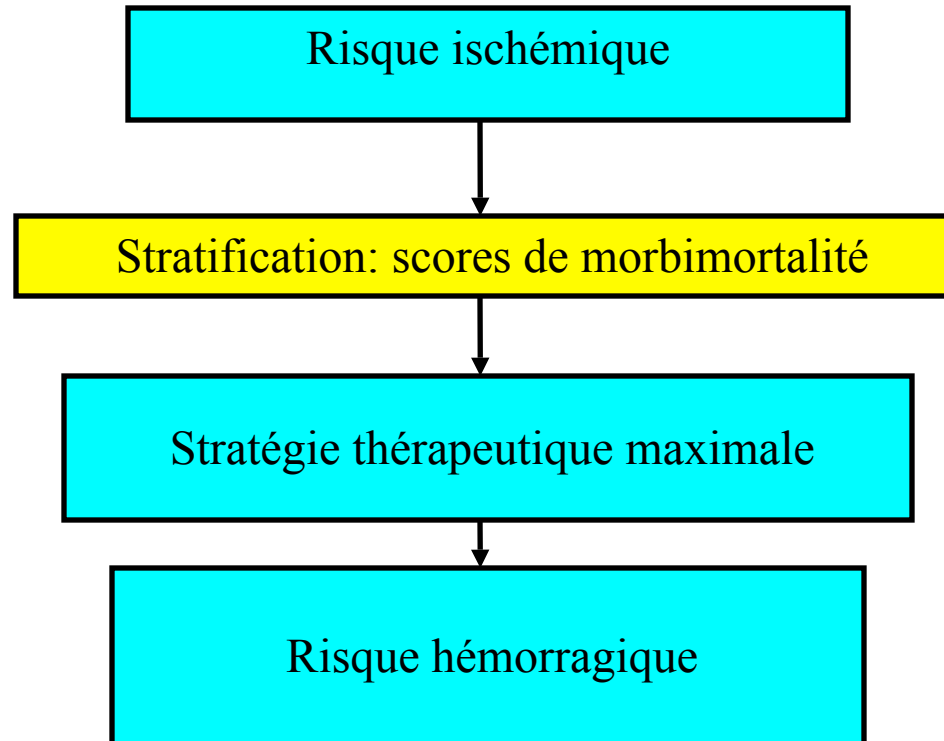 Risque ischémique
Stratification: scores de morbimortalité
Stratégie thérapeutique maximale
Risque hémorragique